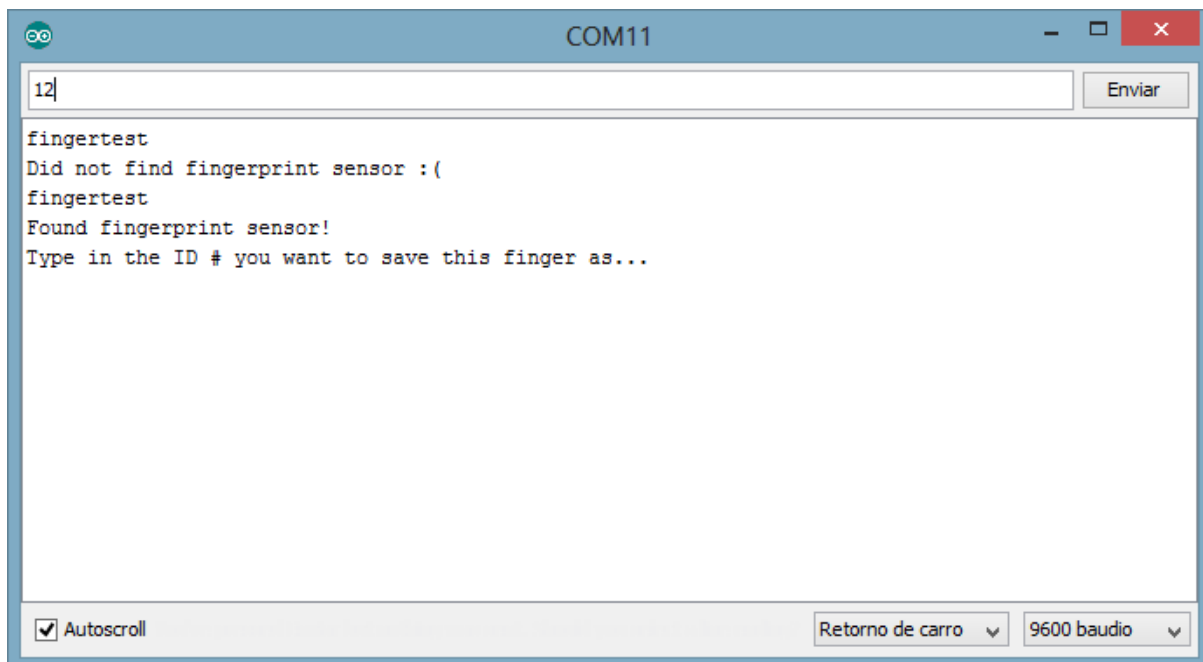 COM11
12
Enviar
fingertest
Did not find fingerprint sensor :(
fingertest
Found fingerprint sensor!
Type in the ID # you want to save this finger as...
Autoscroll
Retorno de carro
9600 baudio